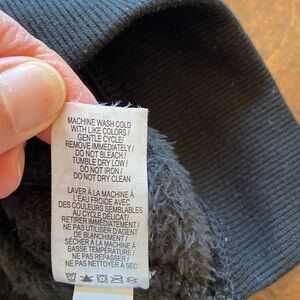 MACHINE WASH COLD
WITH LIKE COLORS/
GENTLE CYCLE/
REMOVE IMMEDIATELY/
DO NOT BLEACH/
TUMBLE DRY LOW/
DO NOT IRON/
DO NOT DRY CLEAN
LAVER À LA MACHINE À
L'EAU FROIDE AVEC
DES COULEURS SEMBLABLES
AU CYCLE DÉLICAT/
RETIRER IMMÉDIATEMENT/
NE PAS UTILISER D'AGENT
DE BLANCHIMENT/
SÉCHER À LA MACHINE À
BASSE TEMPÉRATURE/
NE PAS REPASSER/
NE PAS NETTOYER À SEC